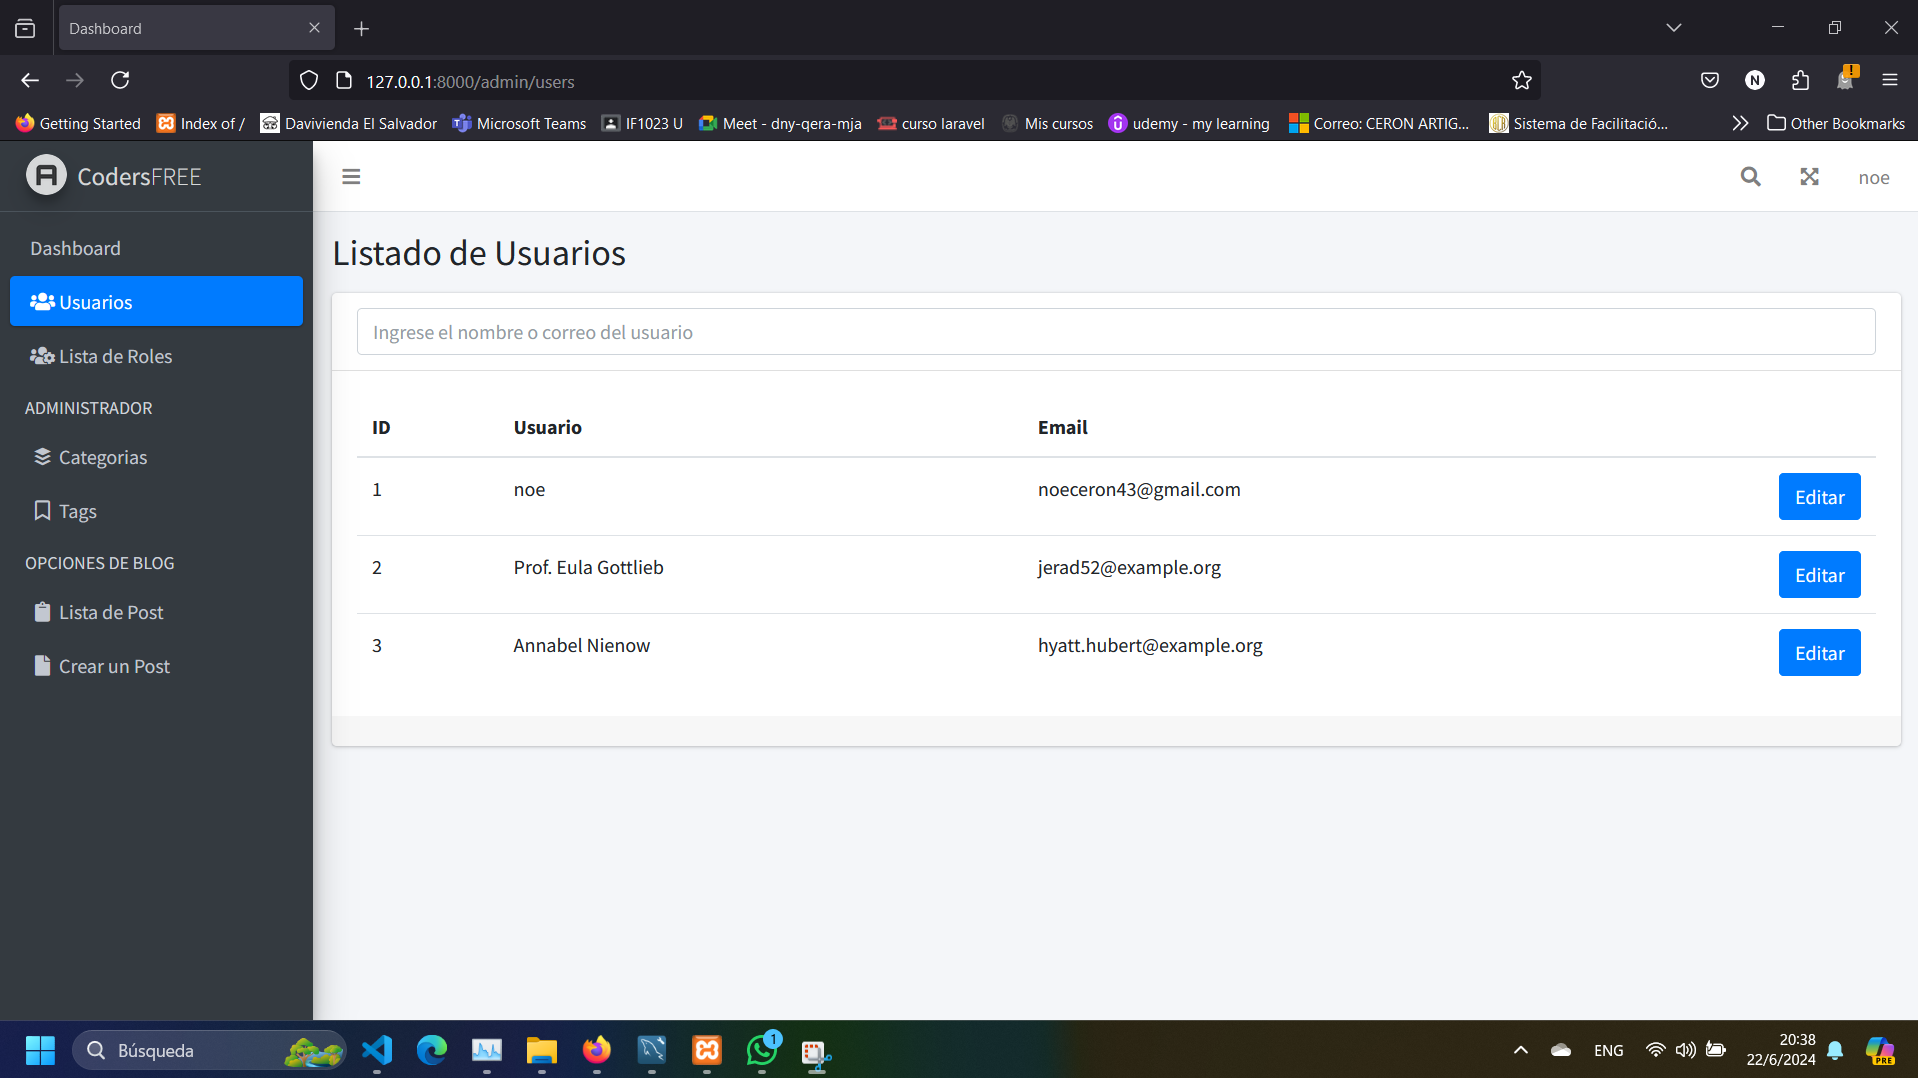 Dashboard
127.0.0.1:8000/admin/users
N
!
Getting Started
Index of /
Davivienda El Salvador
Microsoft Teams
IF1023 U
Meet - dny-qera-mja
curso laravel
Mis cursos
udemy - my learning
Correo: CERON ARTIG...
Sistema de Facilitació...
Other Bookmarks
CodersFREE
noe
Dashboard
Usuarios
Lista de Roles
ADMINISTRADOR
Categorias
Tags
OPCIONES DE BLOG
Lista de Post
Crear un Post
Listado de Usuarios
Ingrese el nombre o correo del usuario
ID Usuario Email
1 noe noeceron43@gmail.com Editar
2 Prof. Eula Gottlieb jerad52@example.org Editar
3 Annabel Nienow hyatt.hubert@example.org Editar
Búsqueda
1
ENG
20:38
22/6/2024
PRE